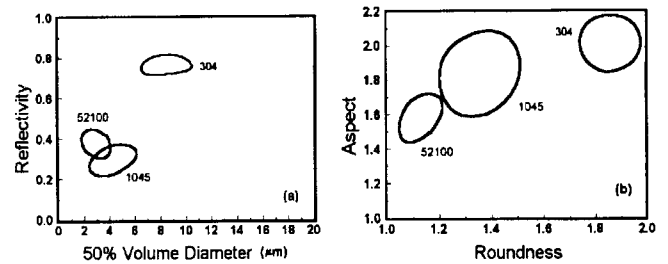 Reflectivity
1.0
0.8
0.6
0.4
0.2
0.0
304
52100
1045
(a)
0 2 4 6 8 10 12 14 16 18 20
50% Volume Diameter (μm)
Aspect
2.2
2.0
1.8
1.6
1.4
1.2
1.0
304
1045
52100
(b)
1.0 1.2 1.4 1.6 1.8 2.0
Roundness